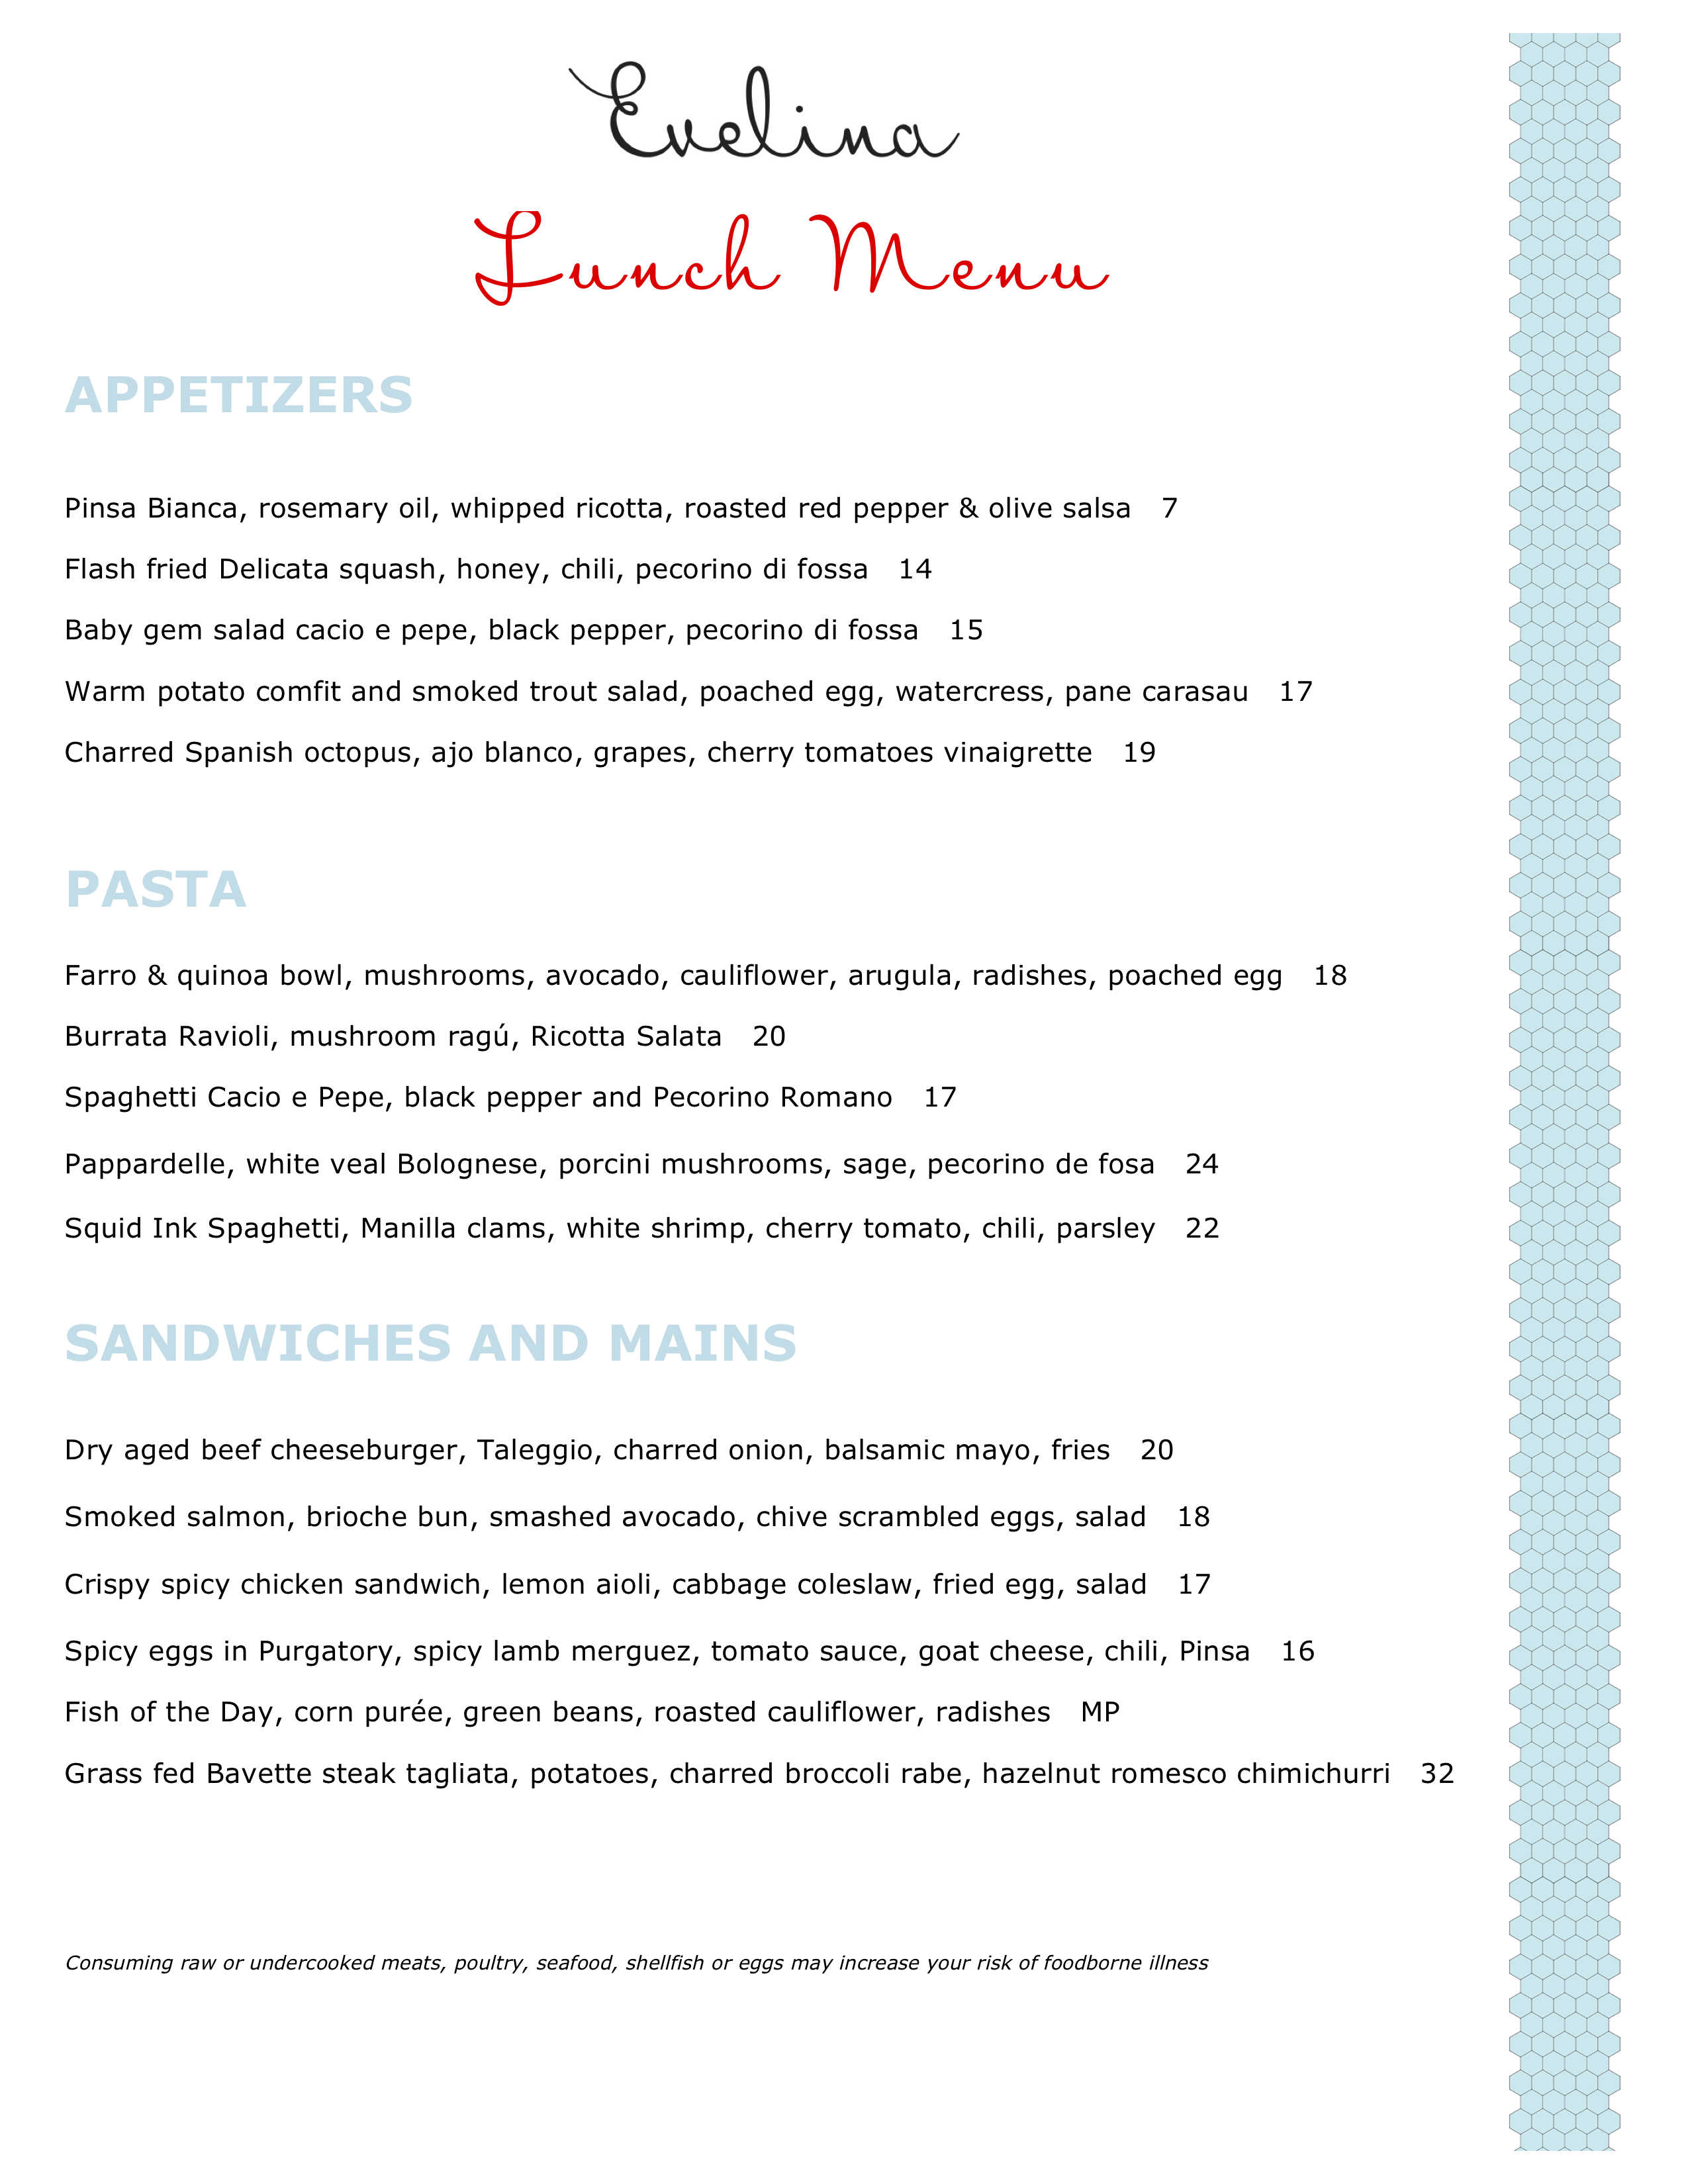 Evelina
Lunch Menu
APPETIZERS
Pinsa Bianca, rosemary oil, whipped ricotta, roasted red pepper & olive salsa 7
Flash fried Delicata squash, honey, chili, pecorino di fossa 14
Baby gem salad cacio e pepe, black pepper, pecorino di fossa 15
Warm potato comfit and smoked trout salad, poached egg, watercress, pane carasau 17
Charred Spanish octopus, ajo blanco, grapes, cherry tomatoes vinaigrette 19
PASTA
Farro & quinoa bowl, mushrooms, avocado, cauliflower, arugula, radishes, poached egg 18
Burrata Ravioli, mushroom ragú, Ricotta Salata 20
Spaghetti Cacio e Pepe, black pepper and Pecorino Romano 17
Pappardelle, white veal Bolognese, porcini mushrooms, sage, pecorino de fosa 24
Squid Ink Spaghetti, Manilla clams, white shrimp, cherry tomato, chili, parsley 22
SANDWICHES AND MAINS
Dry aged beef cheeseburger, Taleggio, charred onion, balsamic mayo, fries 20
Smoked salmon, brioche bun, smashed avocado, chive scrambled eggs, salad 18
Crispy spicy chicken sandwich, lemon aioli, cabbage coleslaw, fried egg, salad 17
Spicy eggs in Purgatory, spicy lamb merguez, tomato sauce, goat cheese, chili, Pinsa 16
Fish of the Day, corn purée, green beans, roasted cauliflower, radishes MP
Grass fed Bavette steak tagliata, potatoes, charred broccoli rabe, hazelnut romesco chimichurri 32
Consuming raw or undercooked meats, poultry, seafood, shellfish or eggs may increase your risk of foodborne illness